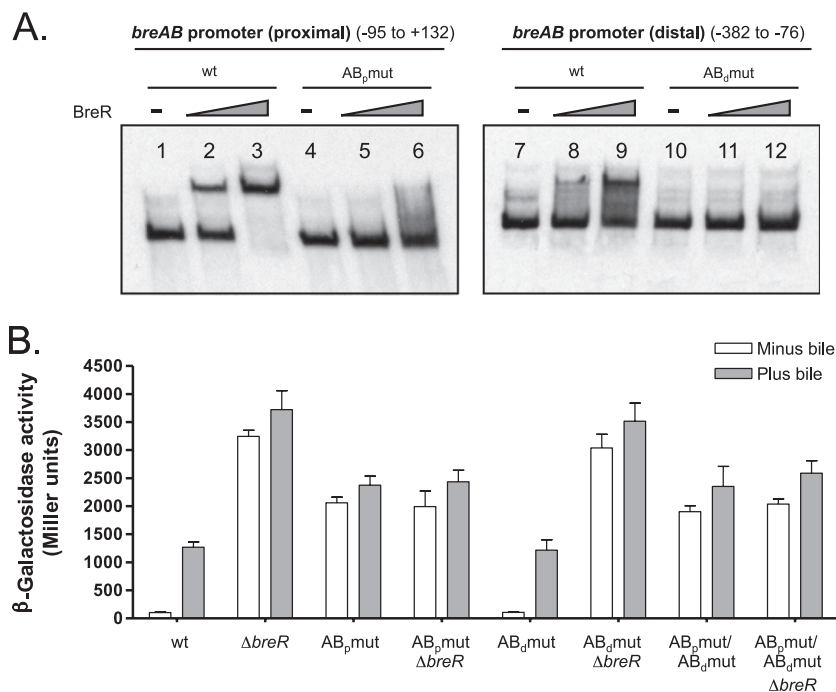 A.
breAB promoter (proximal) (-95 to +132) breAB promoter (distal) (-382 to -76)
wt ABpmut wt ABdmut
BreR - - - -
1 2 3 4 5 6 7 8 9 10 11 12
B.
β-Galactosidase activity (Miller units)
4500
4000
3500
3000
2500
2000
1500
1000
500
0
Minus bile
Plus bile
wt ΔbreR ABpmut ABpmut ABdmut ABdmut ABpmut/ ABpmut/
ΔbreR ΔbreR ABdmut ABdmut
ΔbreR